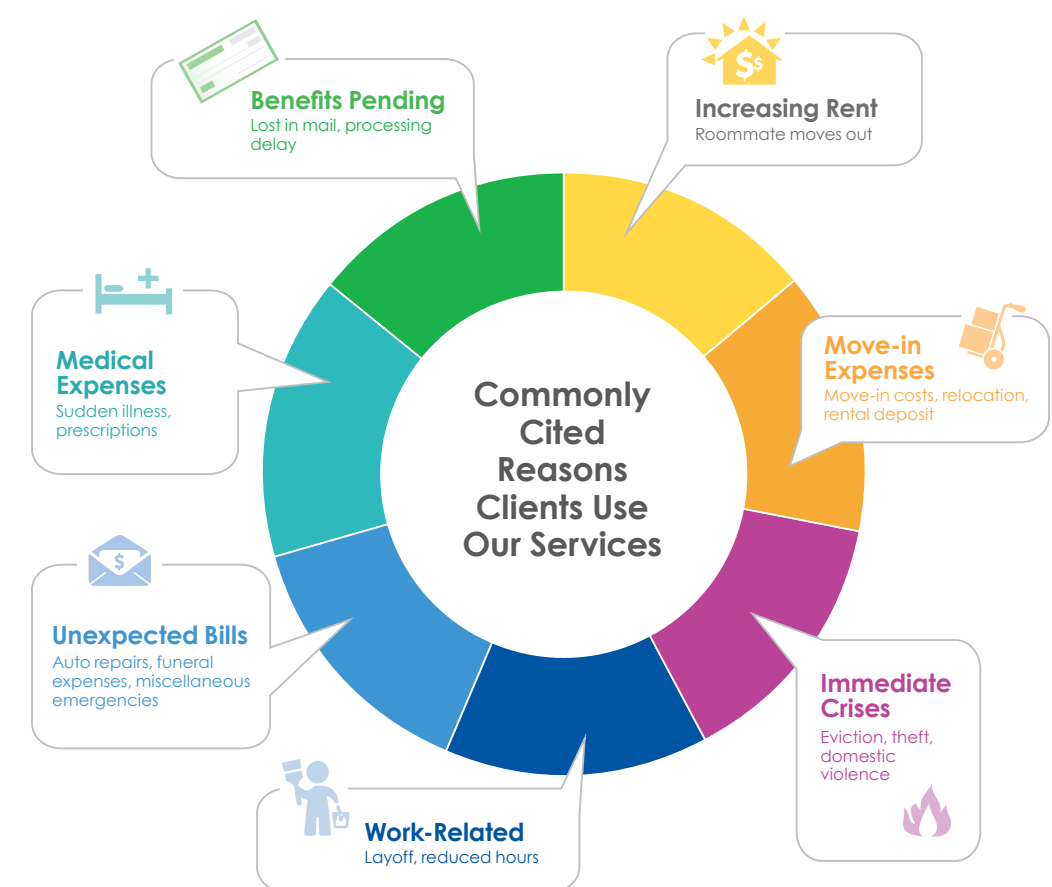 Benefits Pending
Lost in mail, processing
delay
$s
Increasing Rent
Roommate moves out
Move-in
Expenses
Move-in costs, relocation,
rental deposit
Medical
Expenses
Sudden illness,
prescriptions
Commonly
Cited
Reasons
Clients Use
Our Services
$
Unexpected Bills
Auto repairs, funeral
expenses, miscellaneous
emergencies
Immediate
Crises
Eviction, theft,
domestic
violence
Work-Related
Layoff, reduced hours